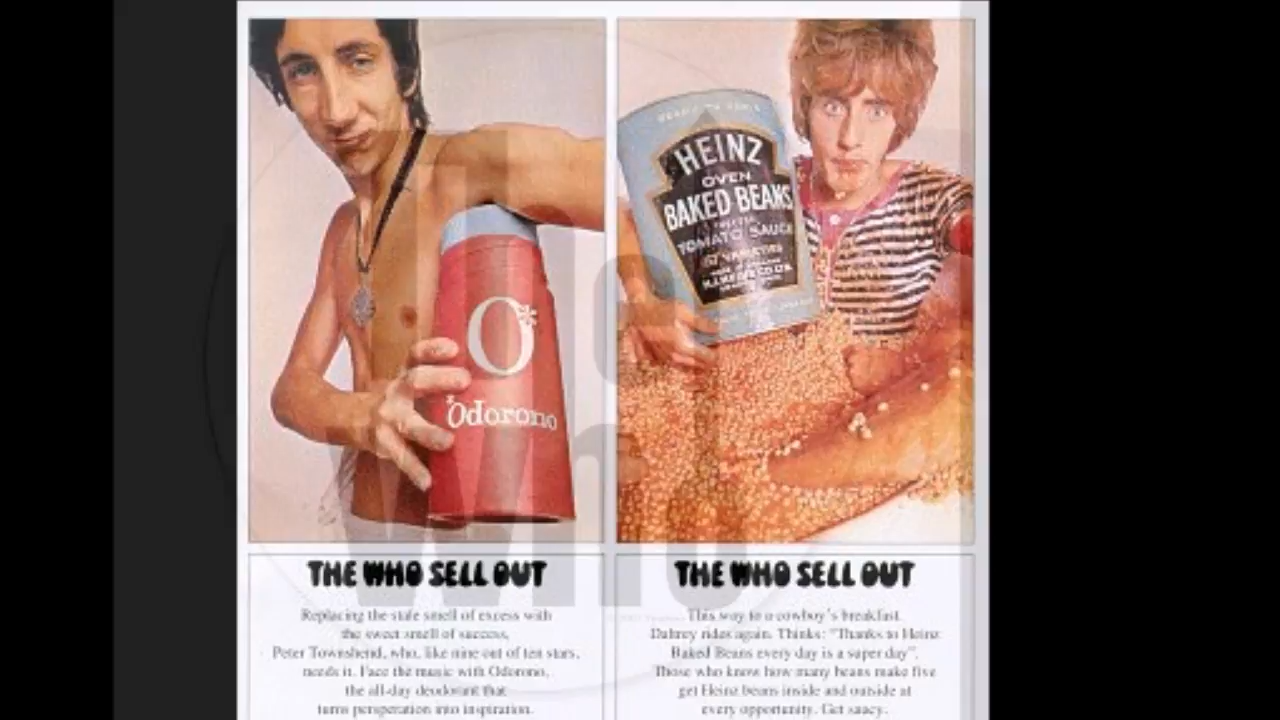 HEINZ
OVEN
BAKED BEANS
TOMATO SAUCE
57 VARIETIES
O*
Odorono
the
Who
THE WHO SELL OUT
Replacing the stale smell of excess with
the sweet smell of success,
Peter Townshend, who, like nine out of ten stars,
needs it. Face the music with Odorono,
the all-day deodorant that
turns perspiration into inspiration.
THE WHO SELL OUT
This way to a cowboy's breakfast.
Daltrey rides again. Thinks: "Thanks to Heinz
Baked Beans every day is a super day".
Those who know how many beans make five
get Heinz beans inside and outside at
every opportunity. Get saucy.